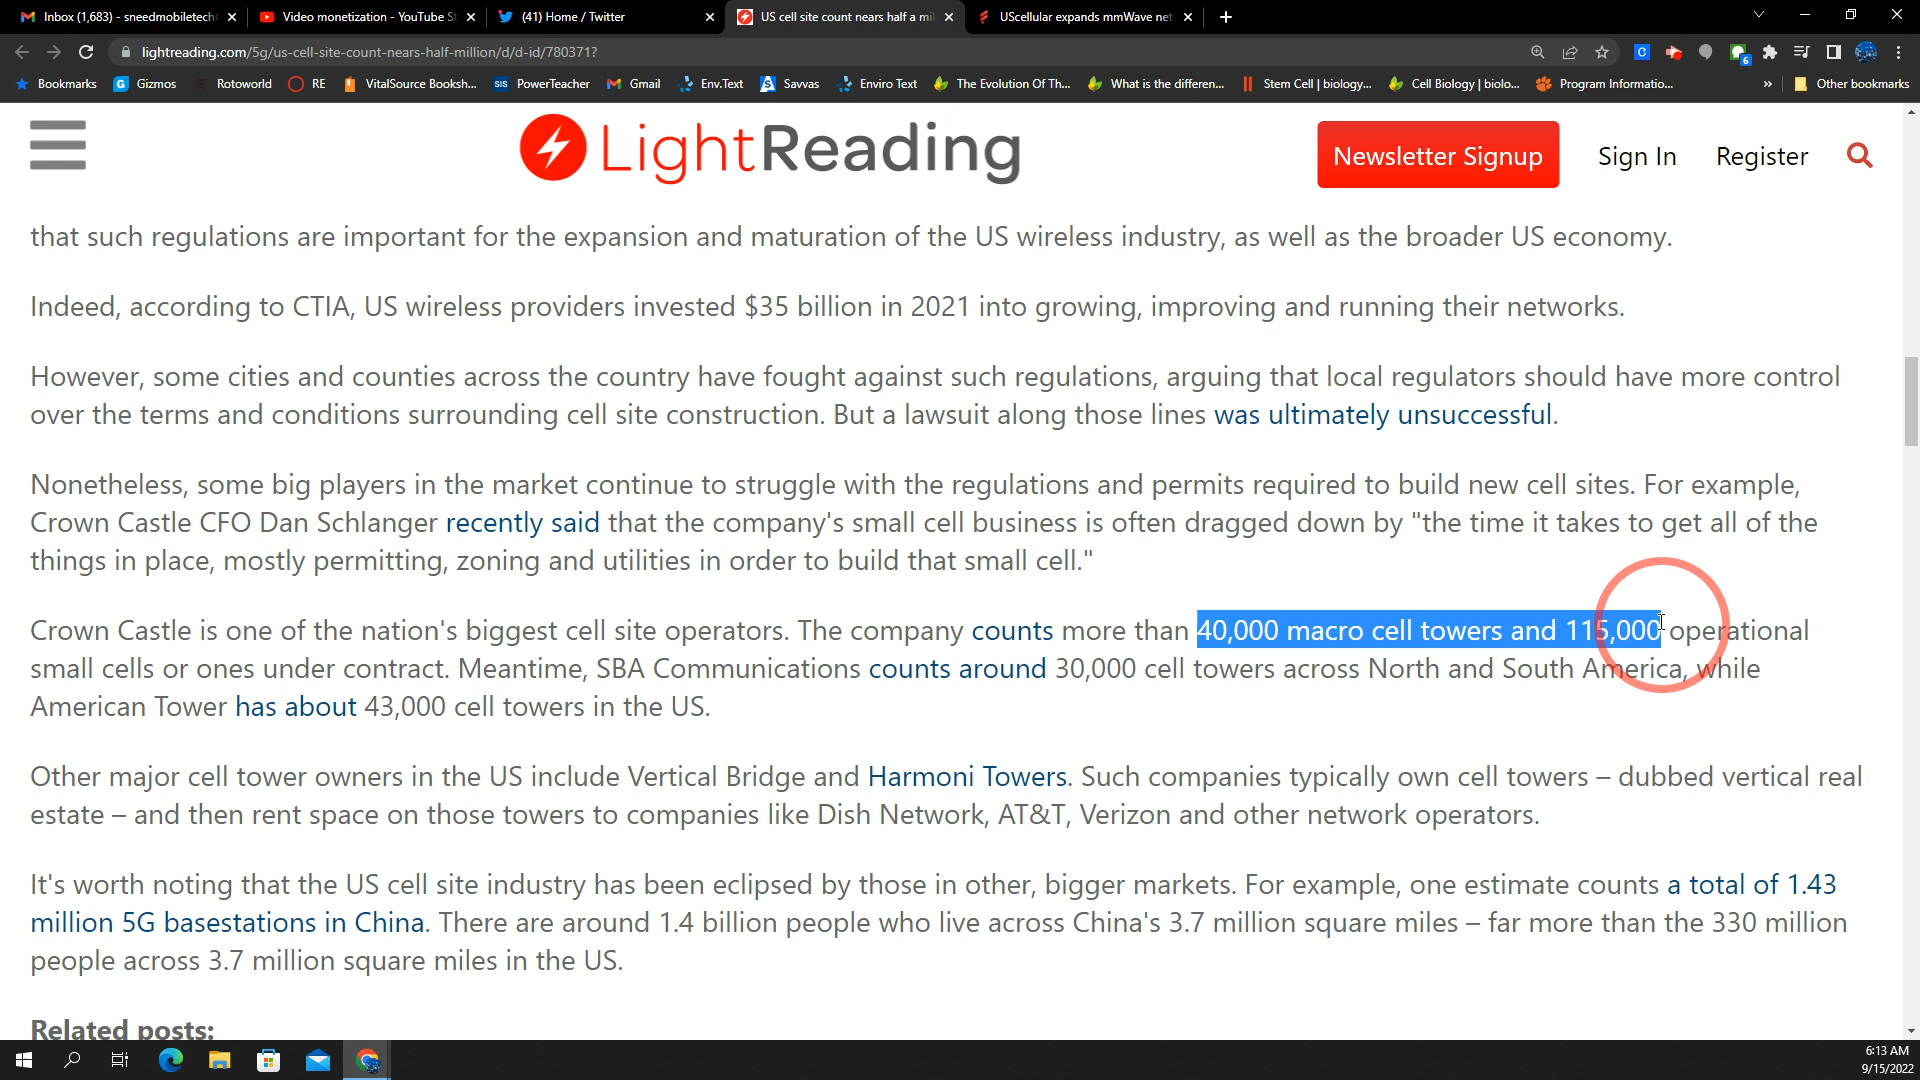 Inbox (1,683) - sneedmobiletech
Video monetization - YouTube St
(41) Home / Twitter
US cell site count nears half a mil
UScellular expands mmWave net
lightreading.com/5g/us-cell-site-count-nears-half-million/d/d-id/780371?
6
Bookmarks
Gizmos
Rotoworld
RE
VitalSource Booksh...
SIS PowerTeacher
Gmail
Env.Text
Savvas
Enviro Text
The Evolution Of Th...
What is the differen...
Stem Cell | biology...
Cell Biology | biolo...
Program Informatio...
»
Other bookmarks
LightReading
Newsletter Signup
Sign In
Register
that such regulations are important for the expansion and maturation of the US wireless industry, as well as the broader US economy.
Indeed, according to CTIA, US wireless providers invested $35 billion in 2021 into growing, improving and running their networks.
However, some cities and counties across the country have fought against such regulations, arguing that local regulators should have more control
over the terms and conditions surrounding cell site construction. But a lawsuit along those lines was ultimately unsuccessful.
Nonetheless, some big players in the market continue to struggle with the regulations and permits required to build new cell sites. For example,
Crown Castle CFO Dan Schlanger recently said that the company's small cell business is often dragged down by "the time it takes to get all of the
things in place, mostly permitting, zoning and utilities in order to build that small cell."
Crown Castle is one of the nation's biggest cell site operators. The company counts more than 40,000 macro cell towers and 115,000 operational
small cells or ones under contract. Meantime, SBA Communications counts around 30,000 cell towers across North and South America, while
American Tower has about 43,000 cell towers in the US.
Other major cell tower owners in the US include Vertical Bridge and Harmoni Towers. Such companies typically own cell towers – dubbed vertical real
estate – and then rent space on those towers to companies like Dish Network, AT&T, Verizon and other network operators.
It's worth noting that the US cell site industry has been eclipsed by those in other, bigger markets. For example, one estimate counts a total of 1.43
million 5G basestations in China. There are around 1.4 billion people who live across China's 3.7 million square miles – far more than the 330 million
people across 3.7 million square miles in the US.
Related posts:
6:13 AM
9/15/2022